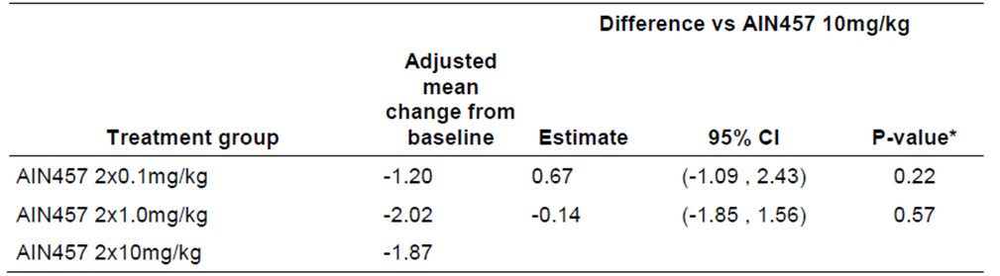 Difference vs AIN457 10mg/kg
Adjusted
mean
change from
Treatment group baseline Estimate 95% CI P-value*
AIN457 2x0.1mg/kg -1.20 0.67 (-1.09 , 2.43) 0.22
AIN457 2x1.0mg/kg -2.02 -0.14 (-1.85 , 1.56) 0.57
AIN457 2x10mg/kg -1.87